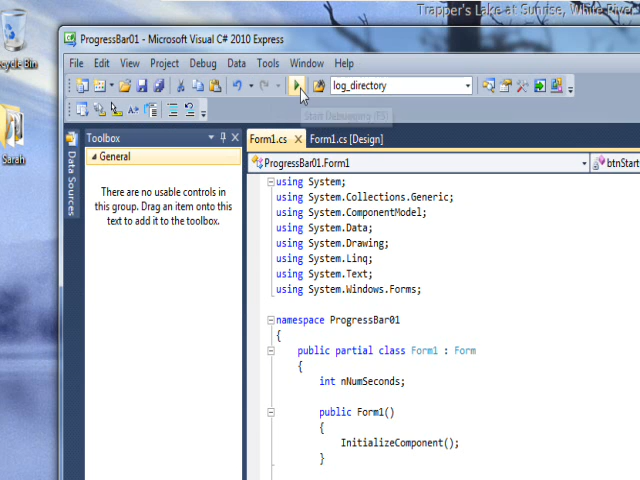 Trapper's Lake at Sunrise, White River
ecycle Bin
Sarah
ProgressBar01 - Microsoft Visual C# 2010 Express
File Edit View Project Debug Data Tools Window Help
log_directory
Start Debugging (F5)
Data Sources
Toolbox
General
There are no usable controls in
this group. Drag an item onto this
text to add it to the toolbox.
Form1.cs Form1.cs [Design]
ProgressBar01.Form1 btnStart
using System;
using System.Collections.Generic;
using System.ComponentModel;
using System.Data;
using System.Drawing;
using System.Linq;
using System.Text;
using System.Windows.Forms;
namespace ProgressBar01
{
public partial class Form1 : Form
{
int nNumSeconds;
public Form1()
{
InitializeComponent();
}